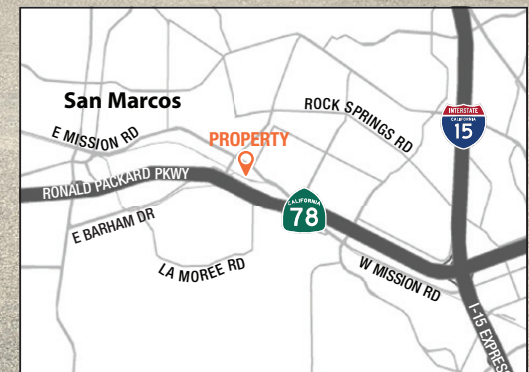 San Marcos
ROCK SPRINGS RD
INTERSTATE
CALIFORNIA
15
E MISSION RD
PROPERTY
RONALD PACKARD PKWY
CALIFORNIA
78
E BARHAM DR
LA MOREE RD
W MISSION RD
I-15 EXPRES